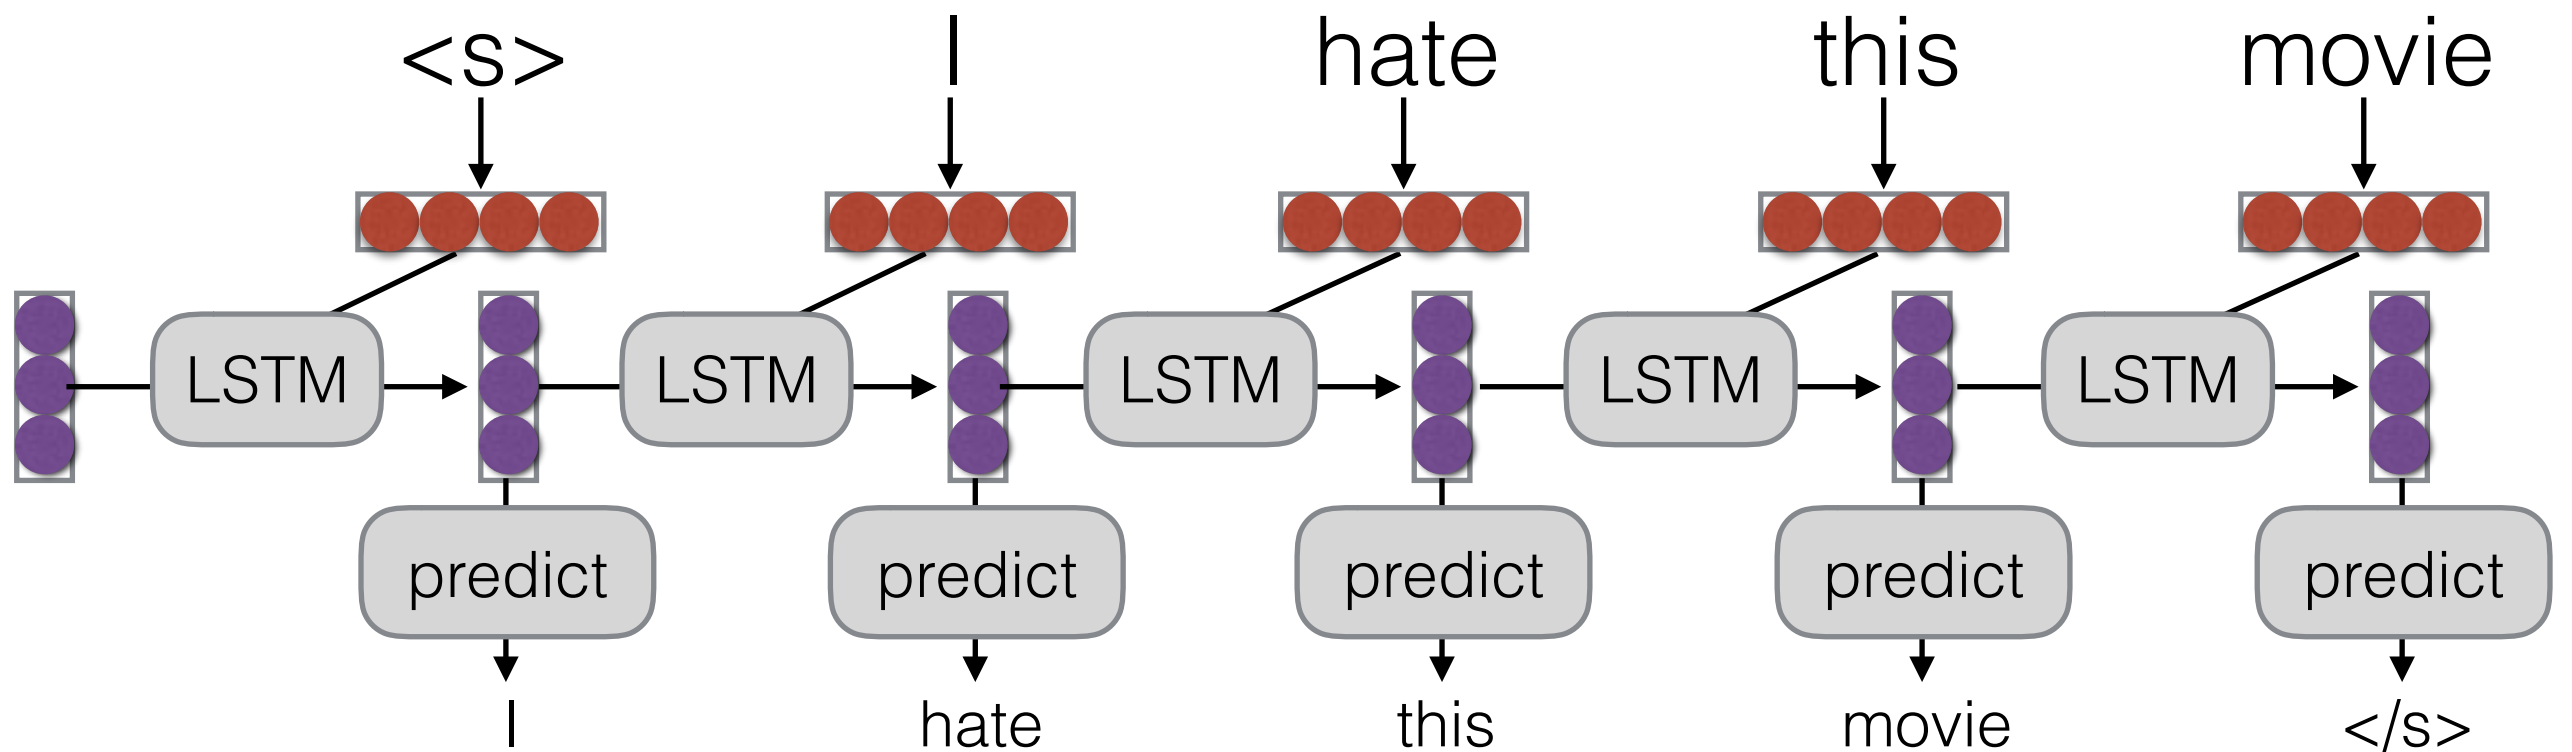 <s> I hate this movie
LSTM LSTM LSTM LSTM LSTM
predict predict predict predict predict
I hate this movie </s>